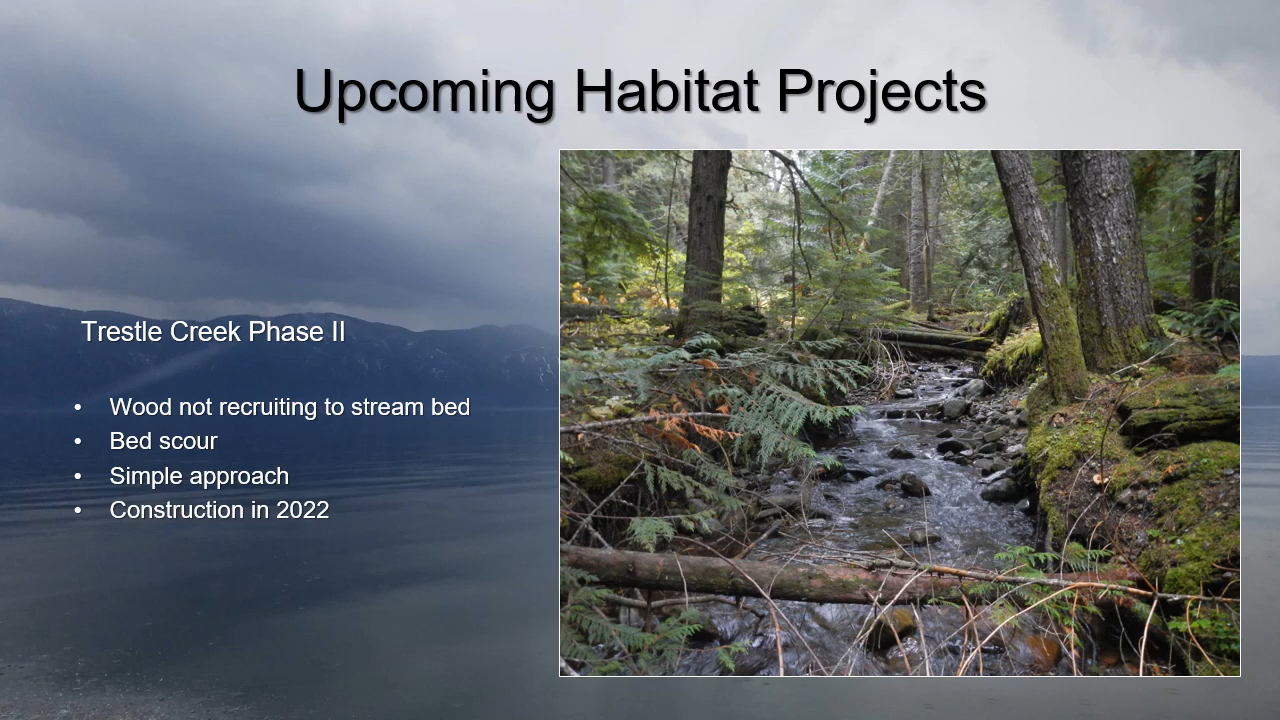 Upcoming Habitat Projects
Trestle Creek Phase II
• Wood not recruiting to stream bed
• Bed scour
• Simple approach
• Construction in 2022